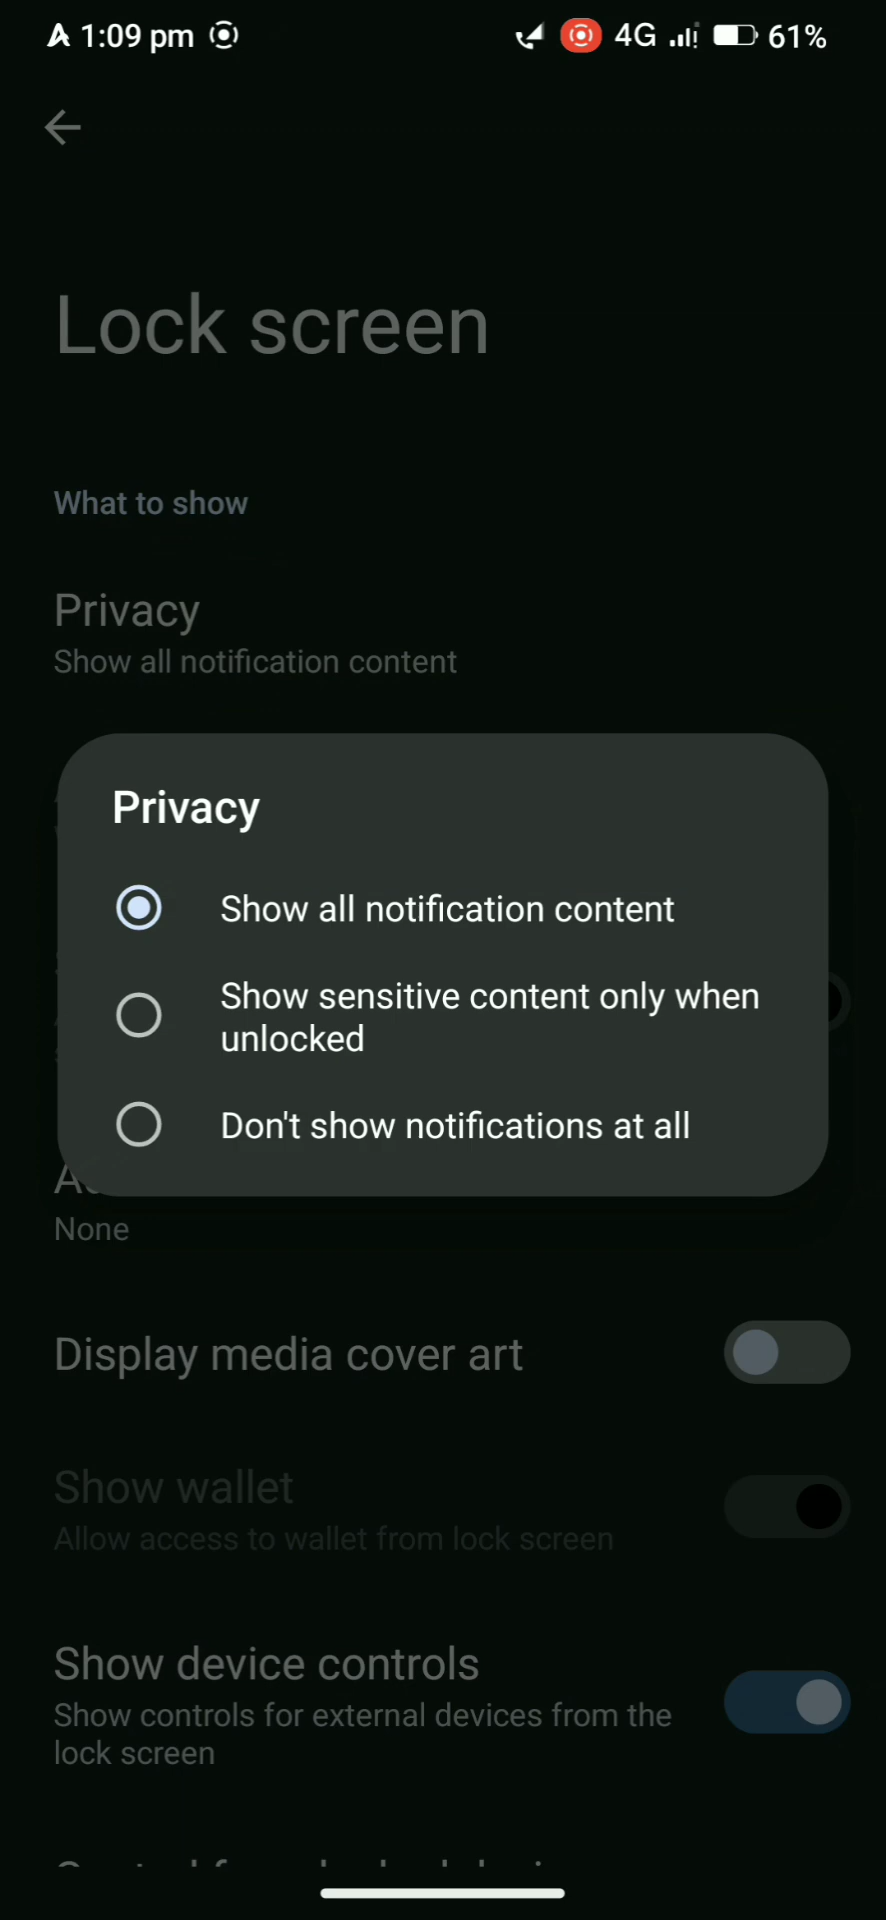 1:09 pm
4G 61%
Lock screen
What to show
Privacy
Show all notification content
Privacy
Show all notification content
Show sensitive content only when
unlocked
Don't show notifications at all
None
Display media cover art
Show wallet
Allow access to wallet from lock screen
Show device controls
Show controls for external devices from the
lock screen